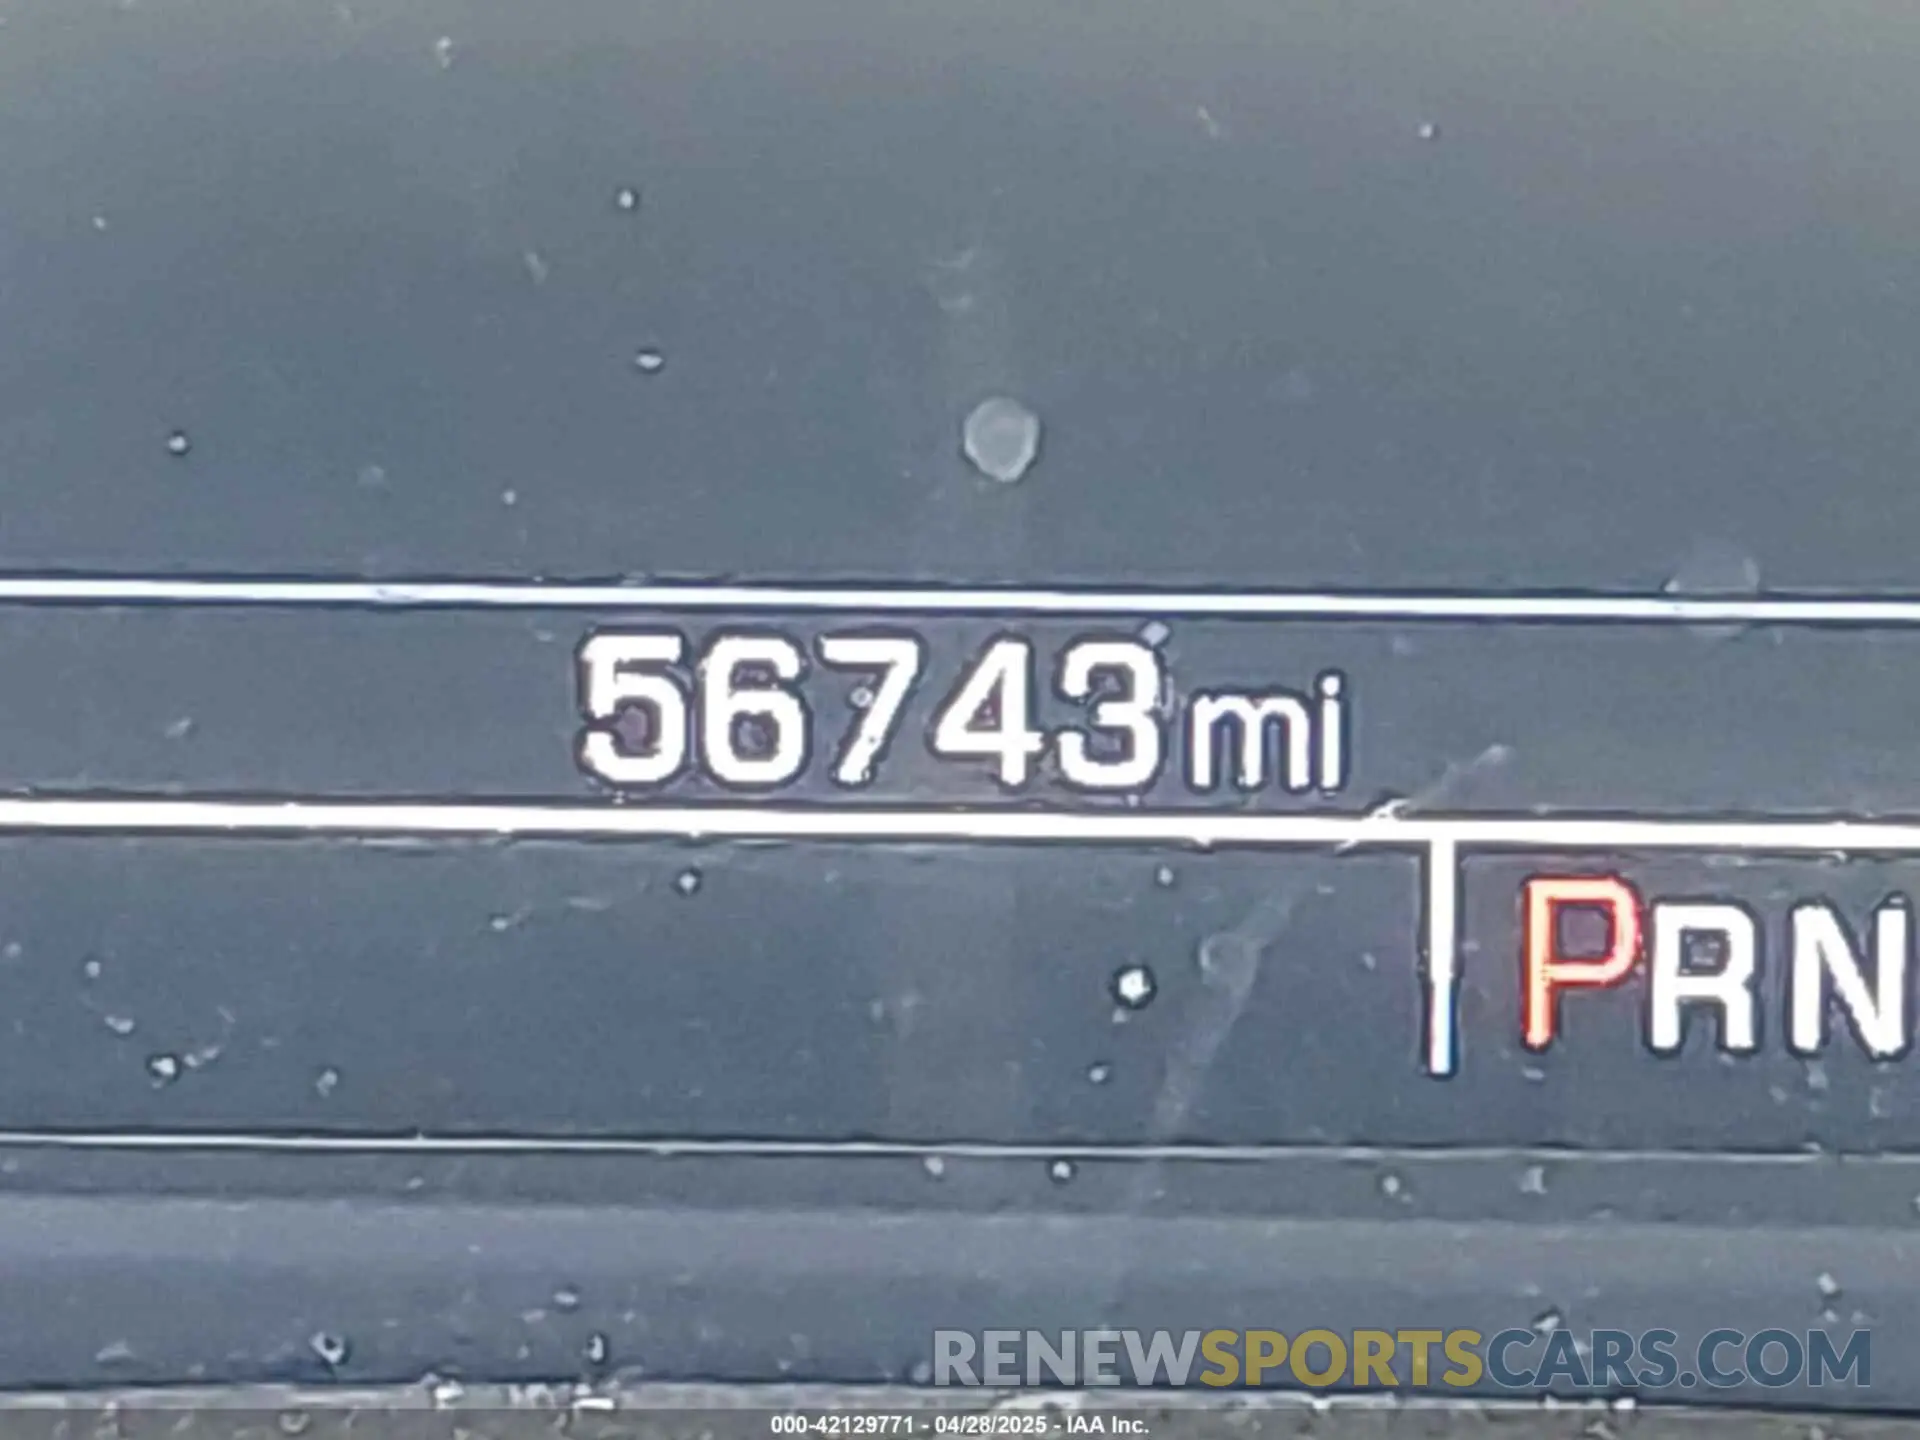 56743mi
PRN
RENEWSPORTSCARS.COM
000-42129771 - 04/28/2025 - IAA Inc.